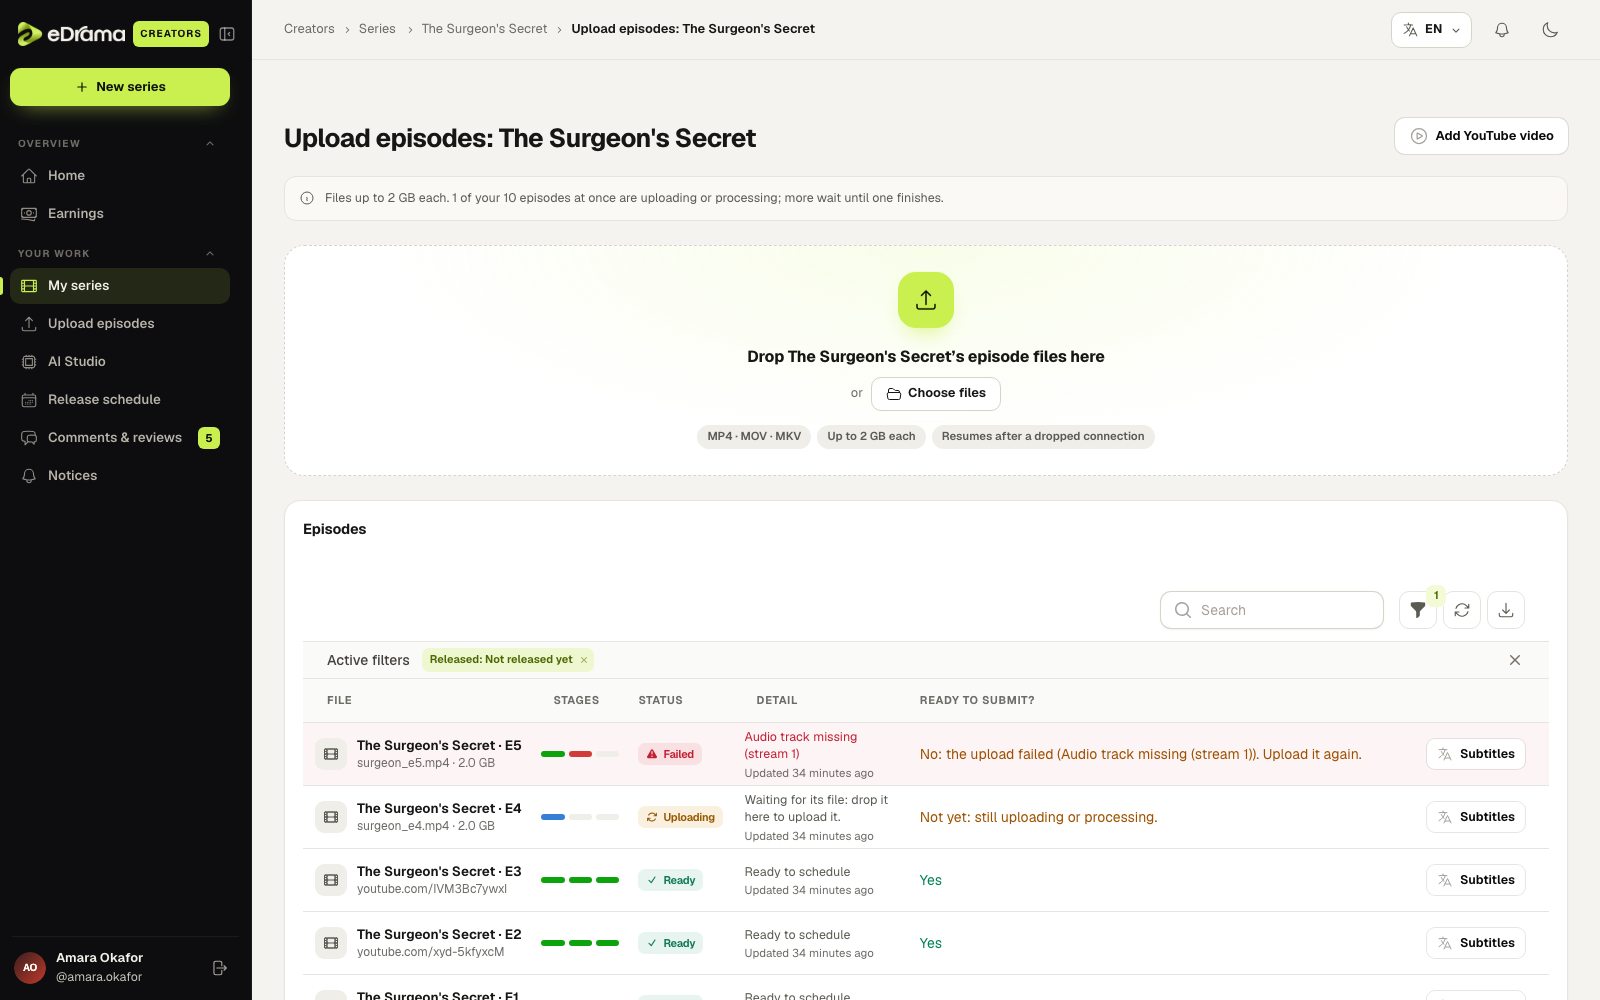 eDrama CREATORS
New series
OVERVIEW
Home
Earnings
YOUR WORK
My series
Upload episodes
AI Studio
Release schedule
Comments & reviews 5
Notices
AO
Amara Okafor
@amara.okafor
Creators › Series › The Surgeon's Secret › Upload episodes: The Surgeon's Secret
EN
Upload episodes: The Surgeon's Secret
Add YouTube video
Files up to 2 GB each. 1 of your 10 episodes at once are uploading or processing; more wait until one finishes.
Drop The Surgeon's Secret’s episode files here
or Choose files
MP4 · MOV · MKV Up to 2 GB each Resumes after a dropped connection
Episodes
Search
1
Active filters Released: Not released yet ×
FILE STAGES STATUS DETAIL READY TO SUBMIT?
The Surgeon's Secret · E5
surgeon_e5.mp4 · 2.0 GB
Failed
Audio track missing
(stream 1)
Updated 34 minutes ago
No: the upload failed (Audio track missing (stream 1)). Upload it again.
Subtitles
The Surgeon's Secret · E4
surgeon_e4.mp4 · 2.0 GB
Uploading
Waiting for its file: drop it
here to upload it.
Updated 34 minutes ago
Not yet: still uploading or processing.
Subtitles
The Surgeon's Secret · E3
youtube.com/IVM3Bc7ywxI
Ready
Ready to schedule
Updated 34 minutes ago
Yes
Subtitles
The Surgeon's Secret · E2
youtube.com/xyd-5kfyxcM
Ready
Ready to schedule
Updated 34 minutes ago
Yes
Subtitles
The Surgeon's Secret · E1
Ready to schedule